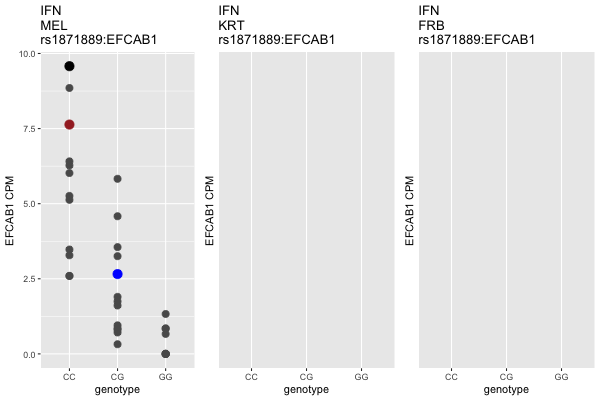 IFN
MEL
rs1871889:EFCAB1
EFCAB1 CPM
10.0
7.5
5.0
2.5
0.0
CC CG GG
genotype
IFN
KRT
rs1871889:EFCAB1
EFCAB1 CPM
CC CG GG
genotype
IFN
FRB
rs1871889:EFCAB1
EFCAB1 CPM
CC CG GG
genotype